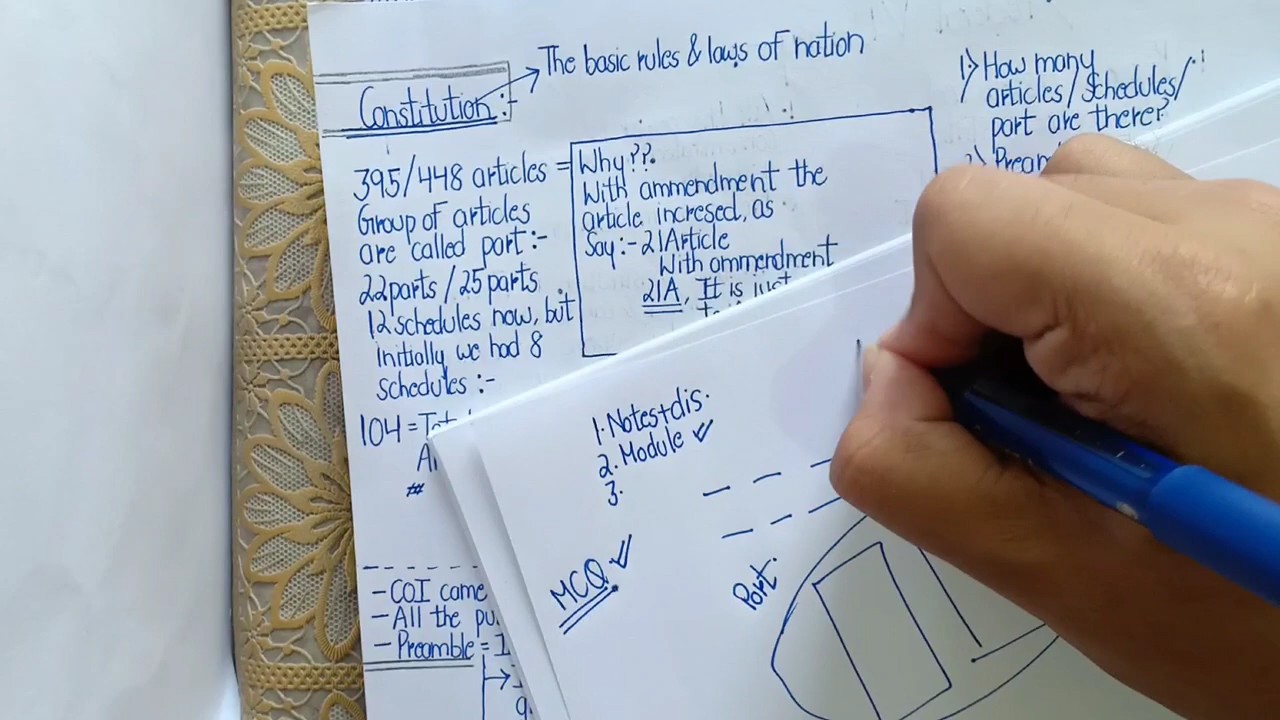 The basic rules & laws of nation
Constitution :-
395/448 articles =
Group of articles
are called part :-
22 parts / 25 parts
12 schedules now, but
initially we had 8
schedules :-
104 =
##
Why??
With ammendment the
article incresed, as
Say :- 21 Article
With ammendment
21A, It is just
1) How many
articles/schedules/
part are there?
1. Notes + dis.
2. Module ✓
3.
MCQ ✓
Part
- COI came
- All the
- Preamble =